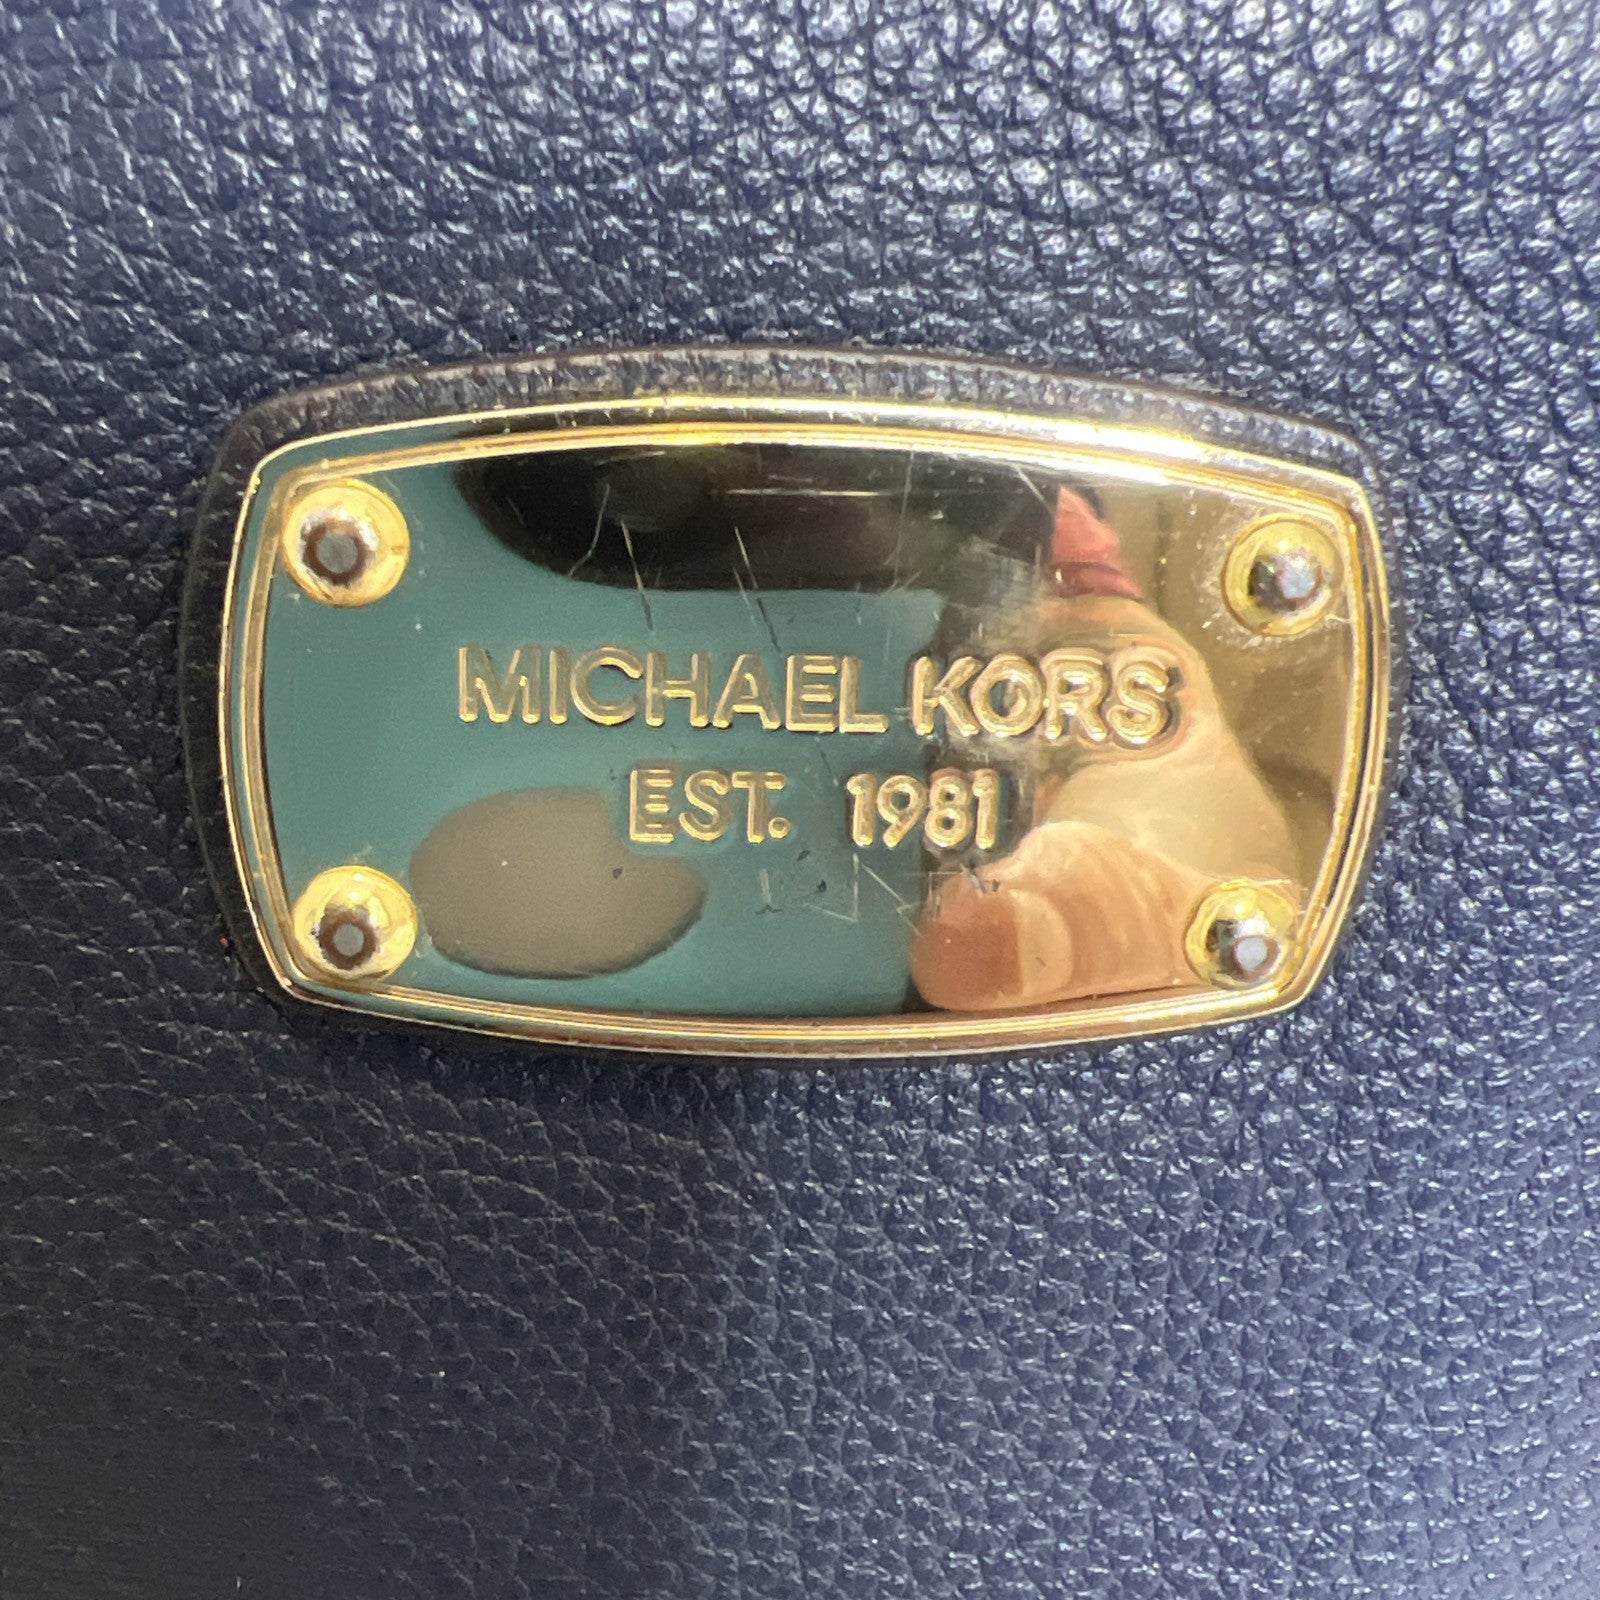 MICHAEL KORS
EST. 1981